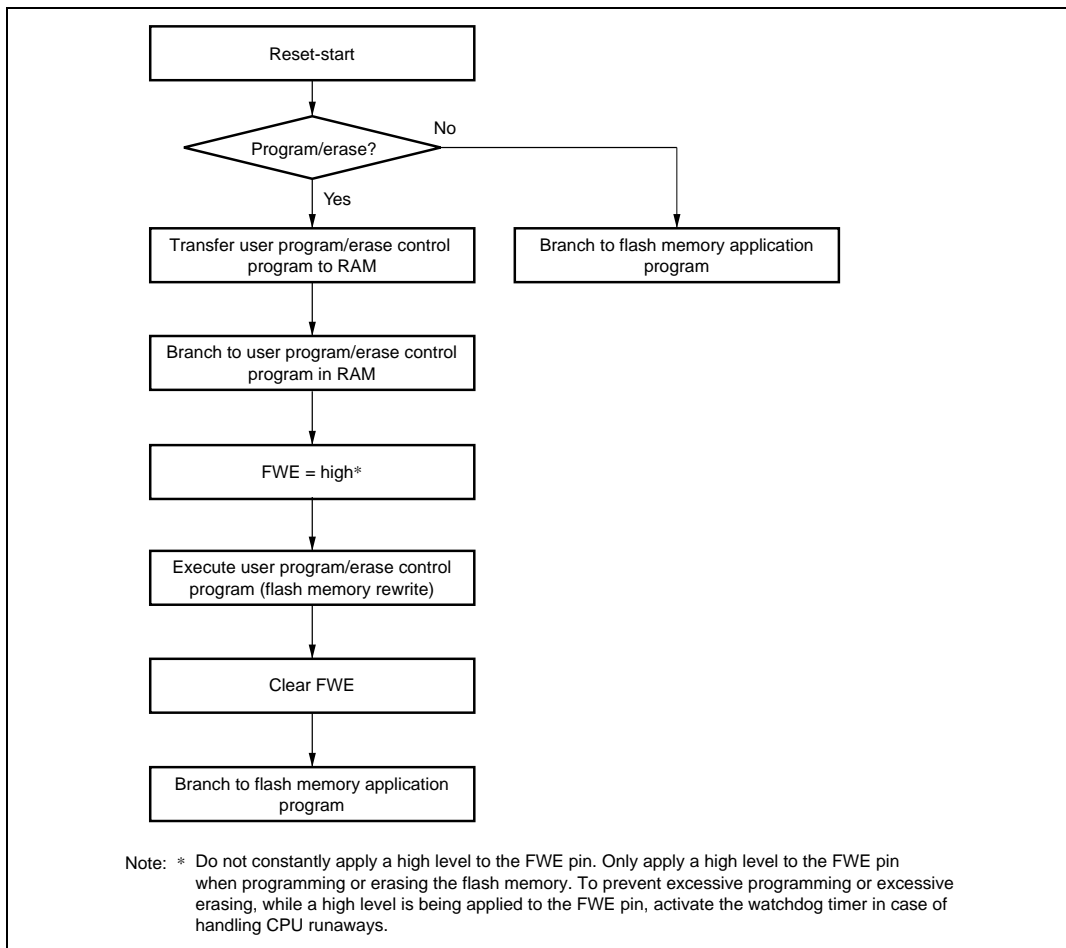 Reset-start
Program/erase?
No
Yes
Transfer user program/erase control
program to RAM
Branch to flash memory application
program
Branch to user program/erase control
program in RAM
FWE = high*
Execute user program/erase control
program (flash memory rewrite)
Clear FWE
Branch to flash memory application
program
Note: * Do not constantly apply a high level to the FWE pin. Only apply a high level to the FWE pin
when programming or erasing the flash memory. To prevent excessive programming or excessive
erasing, while a high level is being applied to the FWE pin, activate the watchdog timer in case of
handling CPU runaways.